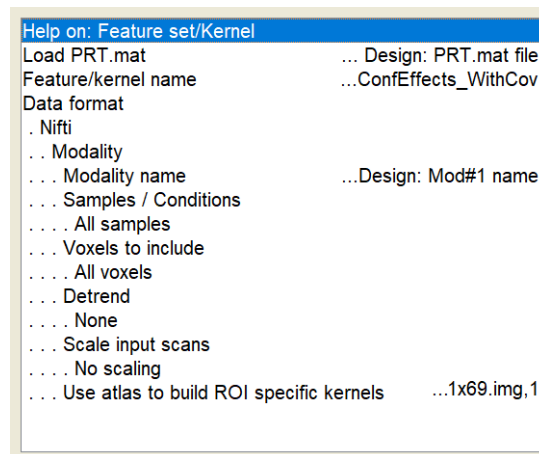 Help on: Feature set/Kernel
Load PRT.mat ... Design: PRT.mat file
Feature/kernel name ...ConfEffects_WithCov
Data format
. Nifti
. . Modality
. . . Modality name ...Design: Mod#1 name
. . . Samples / Conditions
. . . . All samples
. . . Voxels to include
. . . . All voxels
. . . Detrend
. . . . None
. . . Scale input scans
. . . . No scaling
. . . Use atlas to build ROI specific kernels ...1x69.img,1